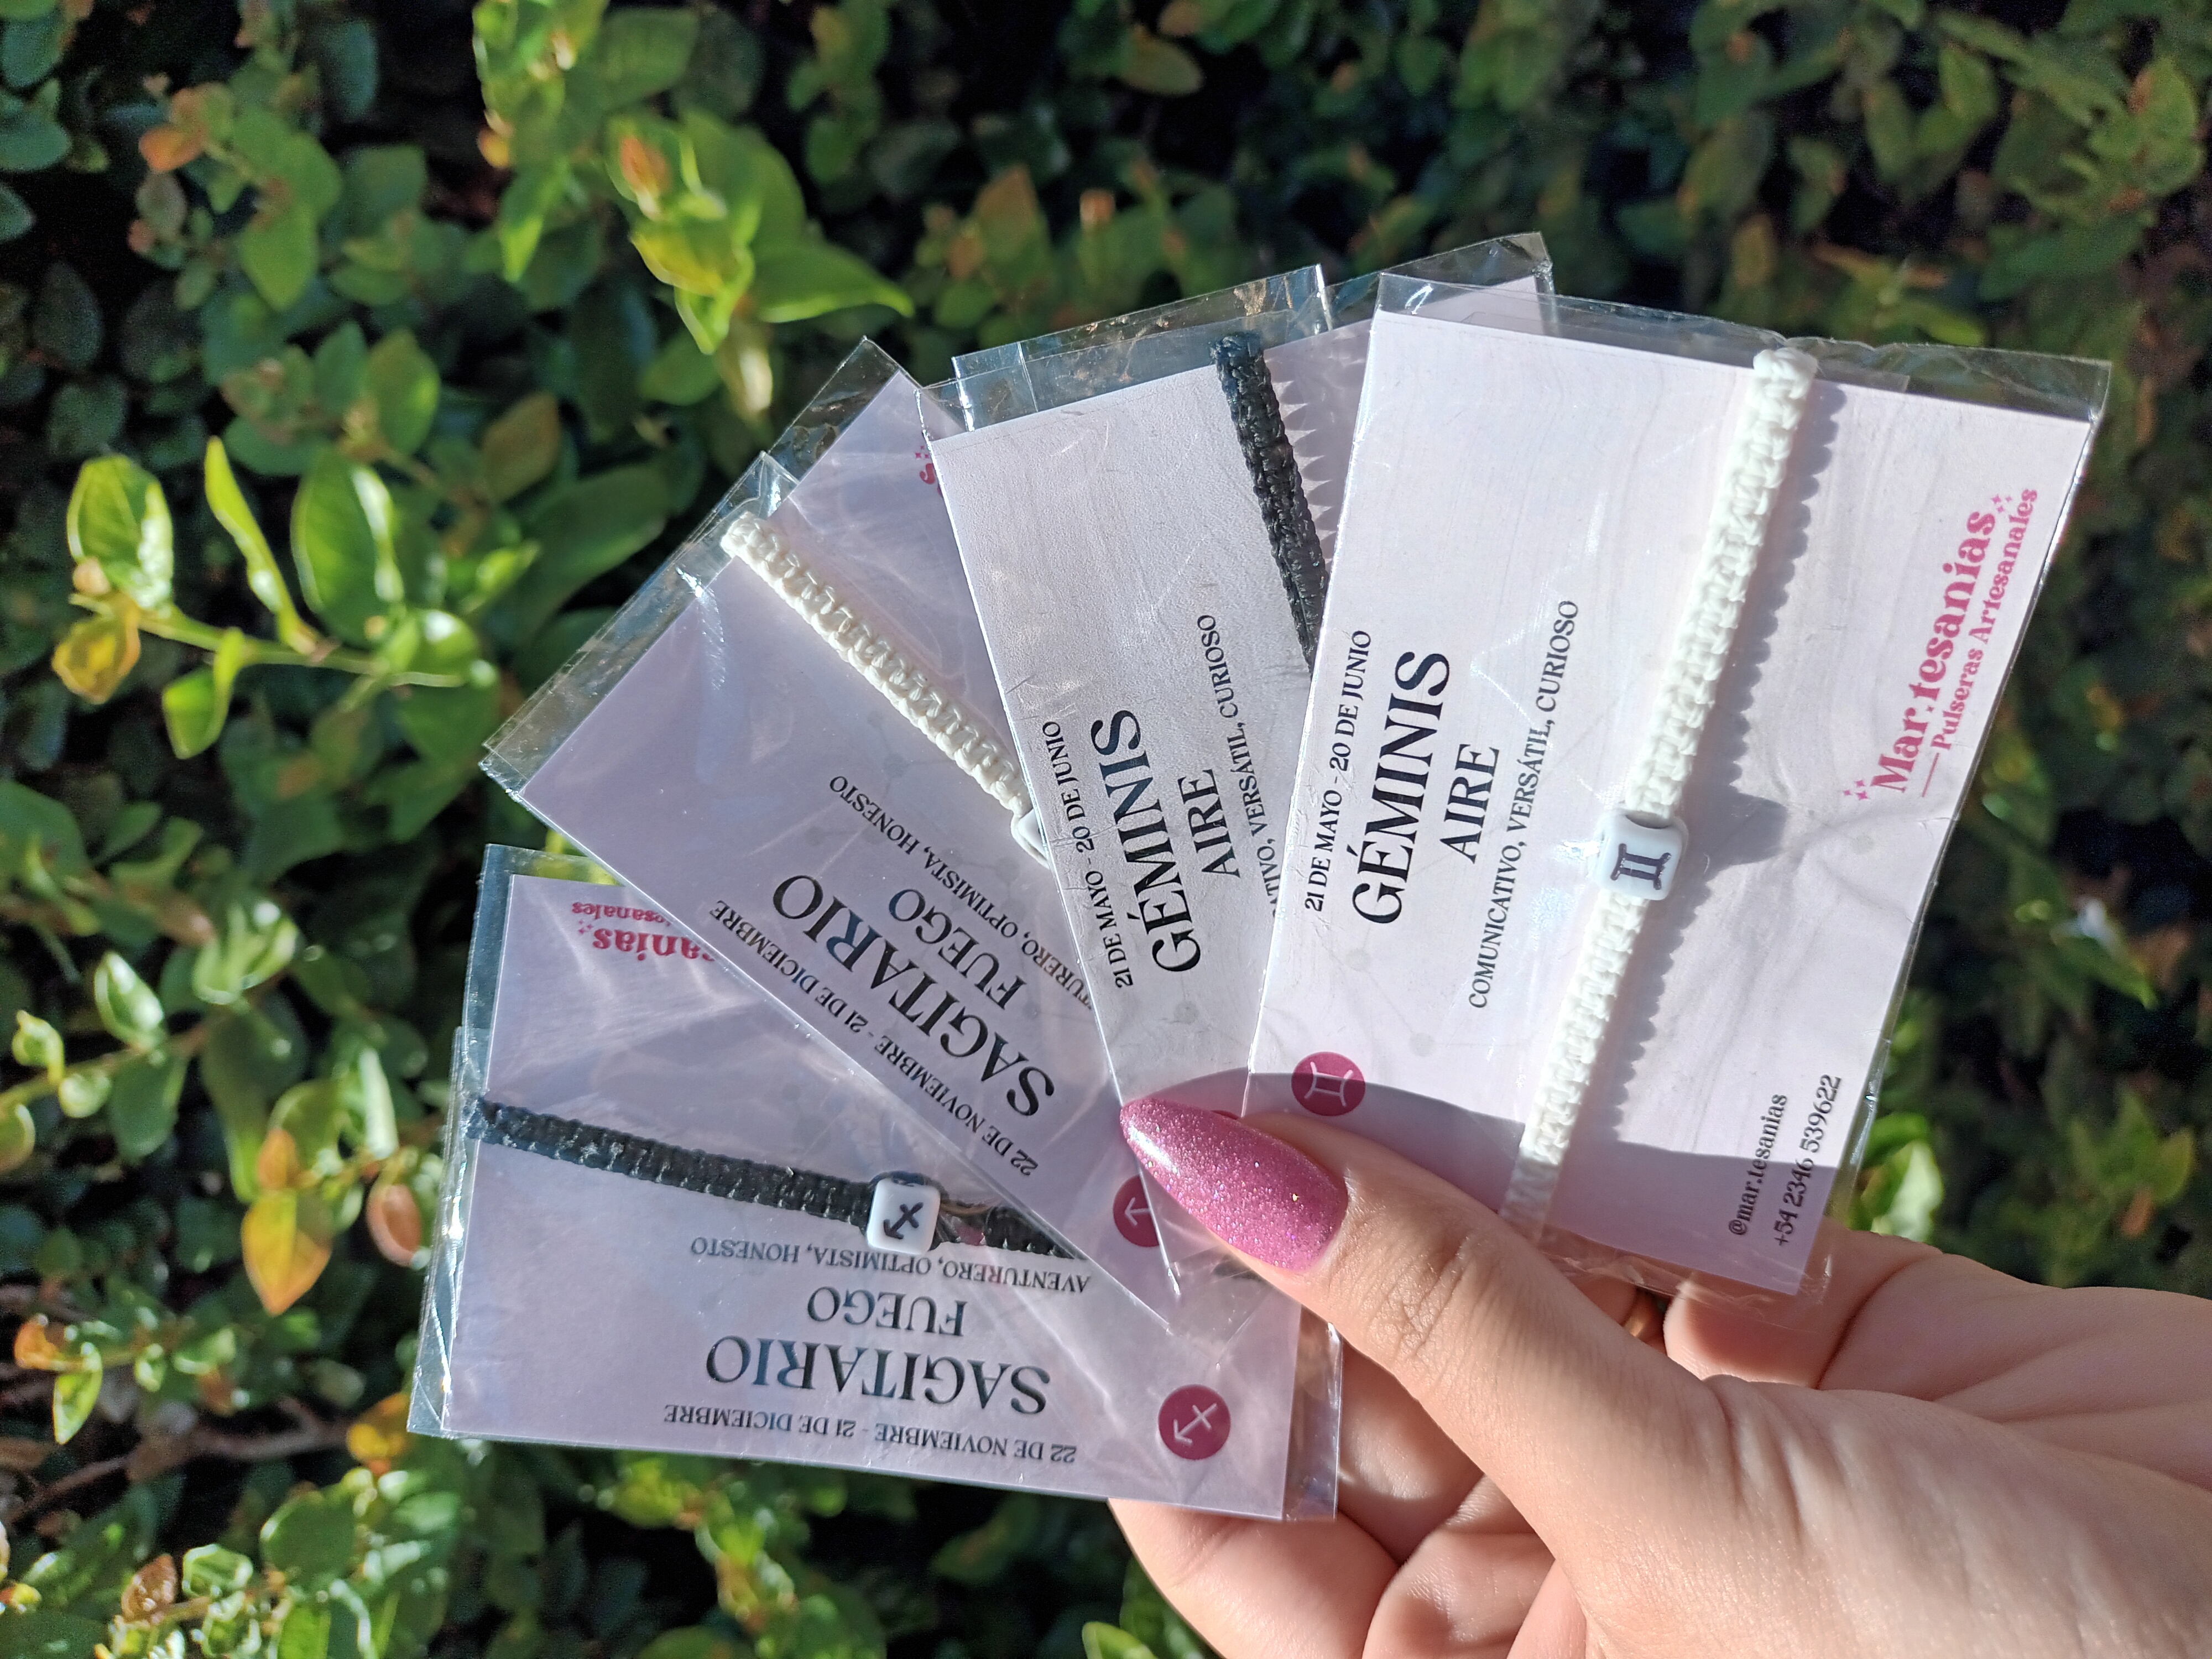 22 DE NOVIEMBRE - 21 DE DICIEMBRE
SAGITARIO
FUEGO
AVENTURERO, OPTIMISTA, HONESTO
22 DE NOVIEMBRE - 21 DE DICIEMBRE
SAGITARIO
FUEGO
OPTIMISTA, HONESTO
21 DE MAYO - 20 DE JUNIO
GÉMINIS
AIRE
VERSÁTIL, CURIOSO
21 DE MAYO - 20 DE JUNIO
GÉMINIS
AIRE
COMUNICATIVO, VERSÁTIL, CURIOSO
@mar.tesanias
+54 2346 539622
Mar.tesanias
Pulseras Artesanales